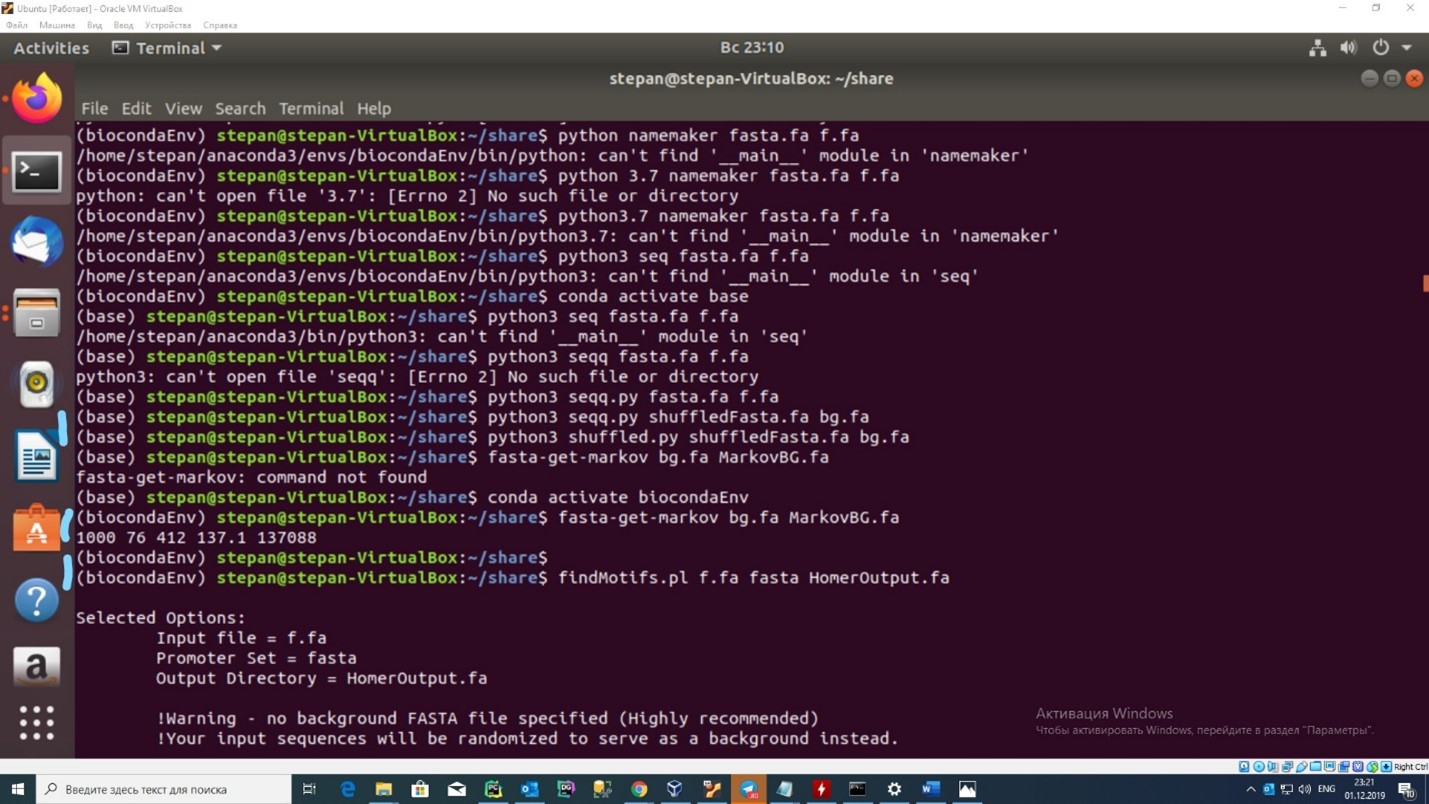 Ubuntu [Работает] - Oracle VM VirtualBox
Файл Машина Вид Ввод Устройства Справка
Activities Terminal Вс 23:10
stepan@stepan-VirtualBox: ~/share
File Edit View Search Terminal Help
(biocondaEnv) stepan@stepan-VirtualBox:~/share$ python namemaker fasta.fa f.fa
/home/stepan/anaconda3/envs/biocondaEnv/bin/python: can't find '__main__' module in 'namemaker'
(biocondaEnv) stepan@stepan-VirtualBox:~/share$ python 3.7 namemaker fasta.fa f.fa
python: can't open file '3.7': [Errno 2] No such file or directory
(biocondaEnv) stepan@stepan-VirtualBox:~/share$ python3.7 namemaker fasta.fa f.fa
/home/stepan/anaconda3/envs/biocondaEnv/bin/python3.7: can't find '__main__' module in 'namemaker'
(biocondaEnv) stepan@stepan-VirtualBox:~/share$ python3 seq fasta.fa f.fa
/home/stepan/anaconda3/envs/biocondaEnv/bin/python3: can't find '__main__' module in 'seq'
(biocondaEnv) stepan@stepan-VirtualBox:~/share$ conda activate base
(base) stepan@stepan-VirtualBox:~/share$ python3 seq fasta.fa f.fa
/home/stepan/anaconda3/bin/python3: can't find '__main__' module in 'seq'
(base) stepan@stepan-VirtualBox:~/share$ python3 seqq fasta.fa f.fa
python3: can't open file 'seqq': [Errno 2] No such file or directory
(base) stepan@stepan-VirtualBox:~/share$ python3 seqq.py fasta.fa f.fa
(base) stepan@stepan-VirtualBox:~/share$ python3 seqq.py shuffledFasta.fa bg.fa
(base) stepan@stepan-VirtualBox:~/share$ python3 shuffled.py shuffledFasta.fa bg.fa
(base) stepan@stepan-VirtualBox:~/share$ fasta-get-markov bg.fa MarkovBG.fa
fasta-get-markov: command not found
(base) stepan@stepan-VirtualBox:~/share$ conda activate biocondaEnv
(biocondaEnv) stepan@stepan-VirtualBox:~/share$ fasta-get-markov bg.fa MarkovBG.fa
1000 76 412 137.1 137088
(biocondaEnv) stepan@stepan-VirtualBox:~/share$
(biocondaEnv) stepan@stepan-VirtualBox:~/share$ findMotifs.pl f.fa fasta HomerOutput.fa
Selected Options:
Input file = f.fa
Promoter Set = fasta
Output Directory = HomerOutput.fa
!Warning - no background FASTA file specified (Highly recommended)
!Your input sequences will be randomized to serve as a background instead.
Активация Windows
Чтобы активировать Windows, перейдите в раздел "Параметры".
Right Ctrl
Введите здесь текст для поиска
ENG
23:21
01.12.2019